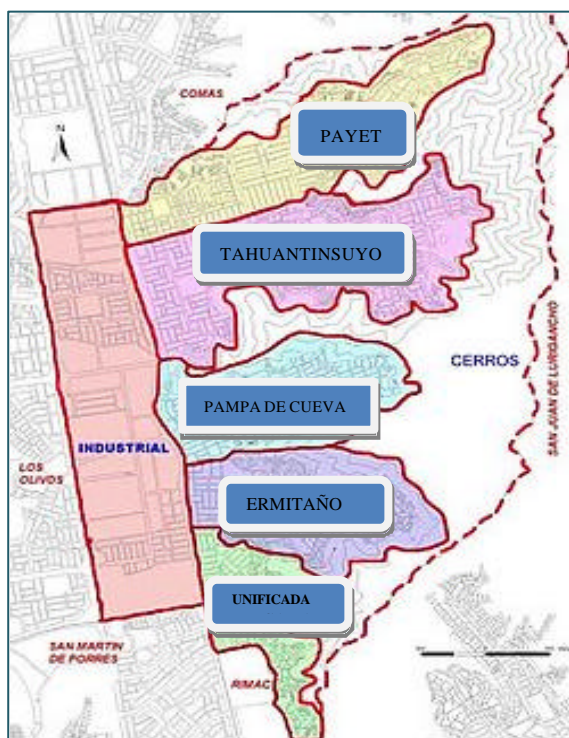 COMAS
PAYET
N
TAHUANTINSUYO
CERROS
SAN JUAN DE LURIGANCHO
PAMPA DE CUEVA
INDUSTRIAL
LOS
OLIVOS
ERMITAÑO
UNIFICADA
SAN MARTIN
DE PORRES
RIMAC